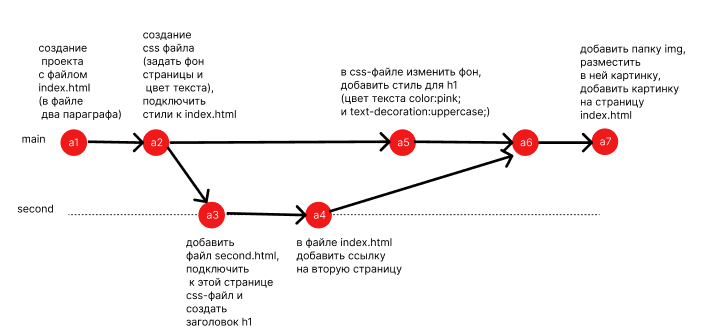 создание
проекта
с файлом
index.html
(в файле
два параграфа)
создание
css файла
(задать фон
страницы и
цвет текста),
подключить
стили к index.html
в css-файле изменить фон,
добавить стиль для h1
(цвет текста color:pink;
и text-decoration:uppercase;)
добавить папку img,
разместить
в ней картинку,
добавить картинку
на страницу
index.html
main
a1
a2
a5
a6
a7
second
a3
a4
добавить
файл second.html,
подключить
к этой странице
css-файл и
создать
заголовок h1
в файле index.html
добавить ссылку
на вторую страницу